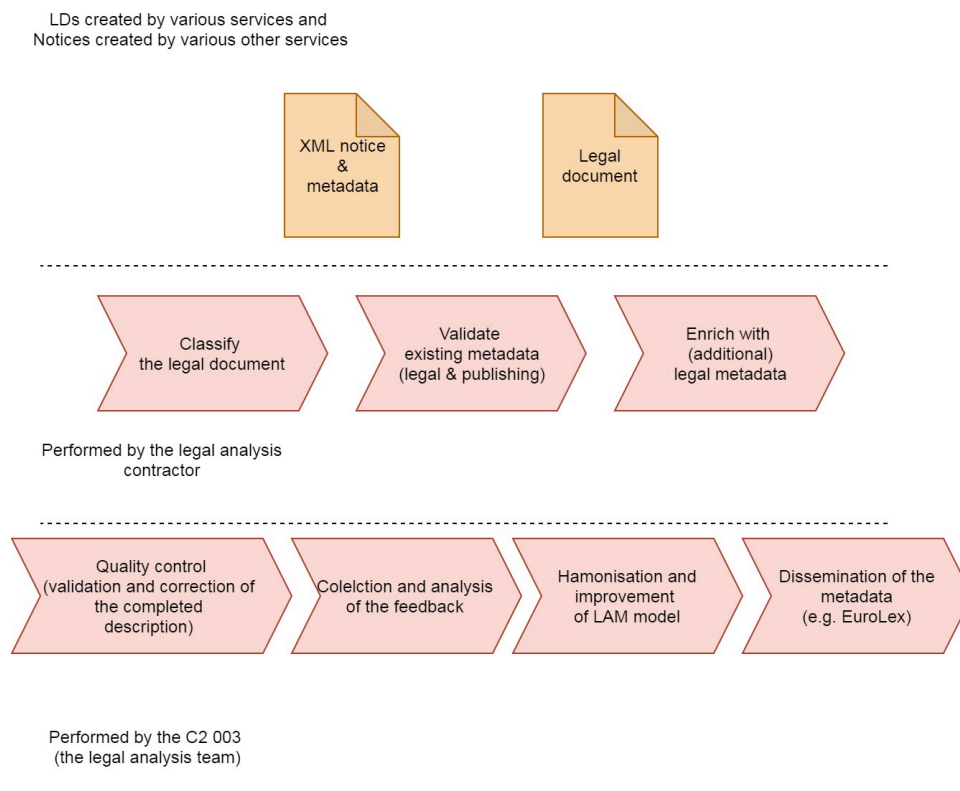 LDs created by various services and
Notices created by various other services
XML notice
&
metadata
Legal
document
Classify
the legal document
Validate
existing metadata
(legal & publishing)
Enrich with
(additional)
legal metadata
Performed by the legal analysis
contractor
Quality control
(validation and correction of
the completed
description)
Colelction and analysis
of the feedback
Hamonisation and
improvement
of LAM model
Dissemination of the
metadata
(e.g. EuroLex)
Performed by the C2 003
(the legal analysis team)